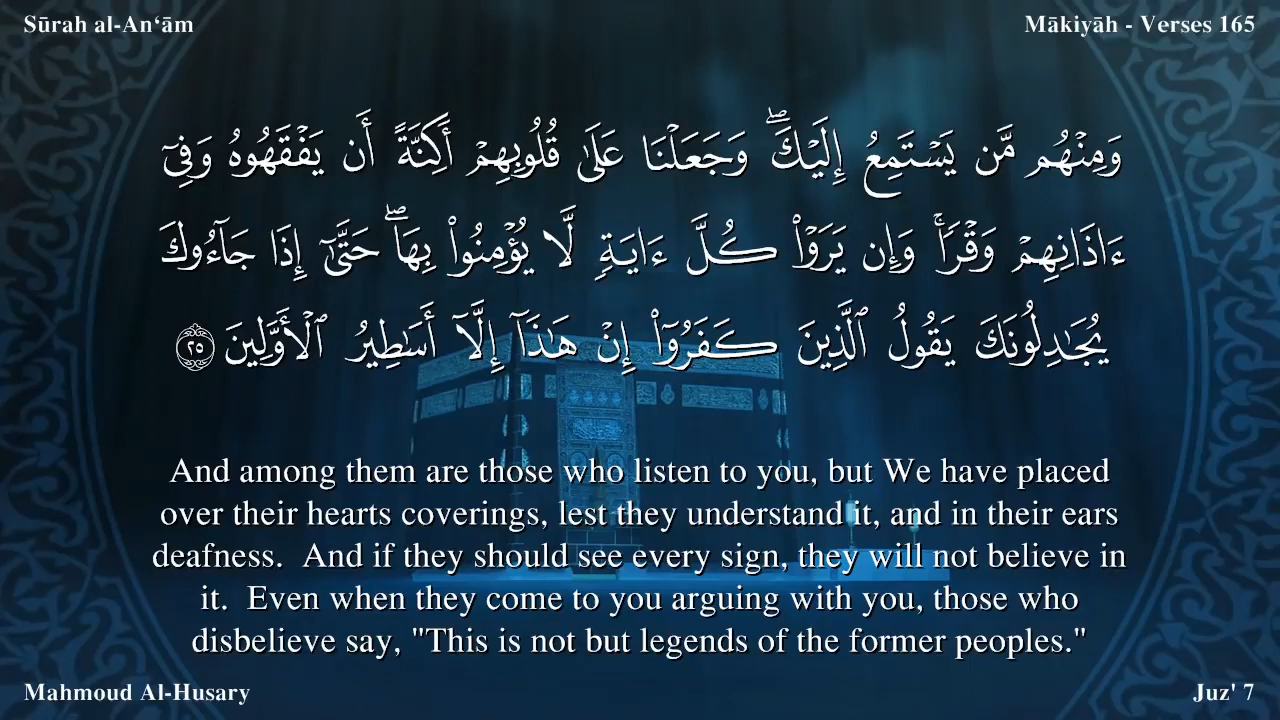 Sūrah al-An‘ām
Mākiyāh - Verses 165
وَمِنْهُم مَّن يَسْتَمِعُ إِلَيْكَ ۖ وَجَعَلْنَا عَلَىٰ قُلُوبِهِمْ أَكِنَّةً أَن يَفْقَهُوهُ وَفِىٓ
ءَاذَانِهِمْ وَقْرًا ۚ وَإِن يَرَوْا۟ كُلَّ ءَايَةٍ لَّا يُؤْمِنُوا۟ بِهَا ۖ حَتَّىٰٓ إِذَا جَآءُوكَ
يُجَـٰدِلُونَكَ يَقُولُ ٱلَّذِينَ كَفَرُوٓا۟ إِنْ هَـٰذَآ إِلَّآ أَسَـٰطِيرُ ٱلْأَوَّلِينَ ٢٥
And among them are those who listen to you, but We have placed
over their hearts coverings, lest they understand it, and in their ears
deafness.  And if they should see every sign, they will not believe in
it.  Even when they come to you arguing with you, those who
disbelieve say, "This is not but legends of the former peoples."
Mahmoud Al-Husary
Juz' 7